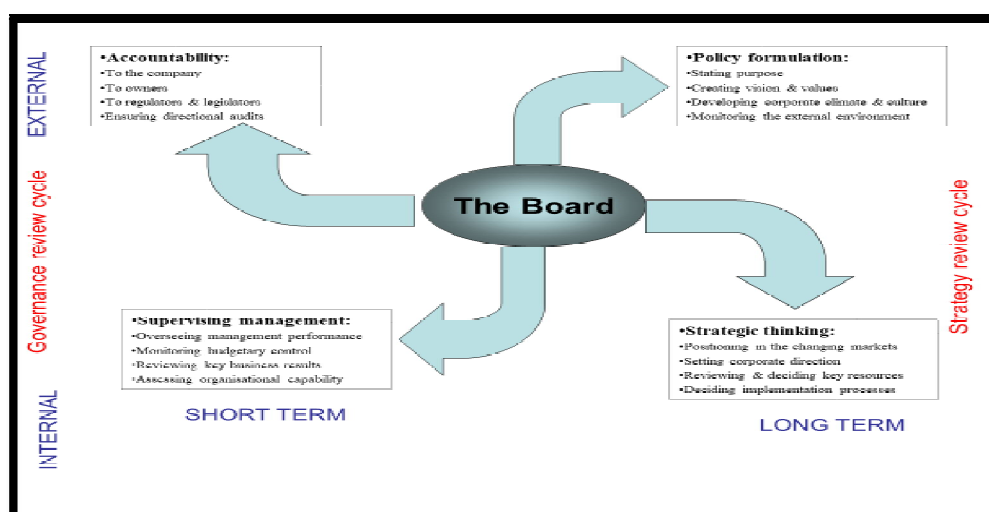 EXTERNAL
•Accountability:
•To the company
•To owners
•To regulators & legislators
•Ensuring directional audits
•Policy formulation:
•Stating purpose
•Creating vision & values
•Developing corporate climate & culture
•Monitoring the external environment
Governance review cycle
The Board
Strategy review cycle
•Supervising management:
•Overseeing management performance
•Monitoring budgetary control
•Reviewing key business results
•Assessing organisational capability
•Strategic thinking:
•Positioning in the changing markets
•Setting corporate direction
•Reviewing & deciding key resources
•Deciding implementation processes
INTERNAL
SHORT TERM
LONG TERM